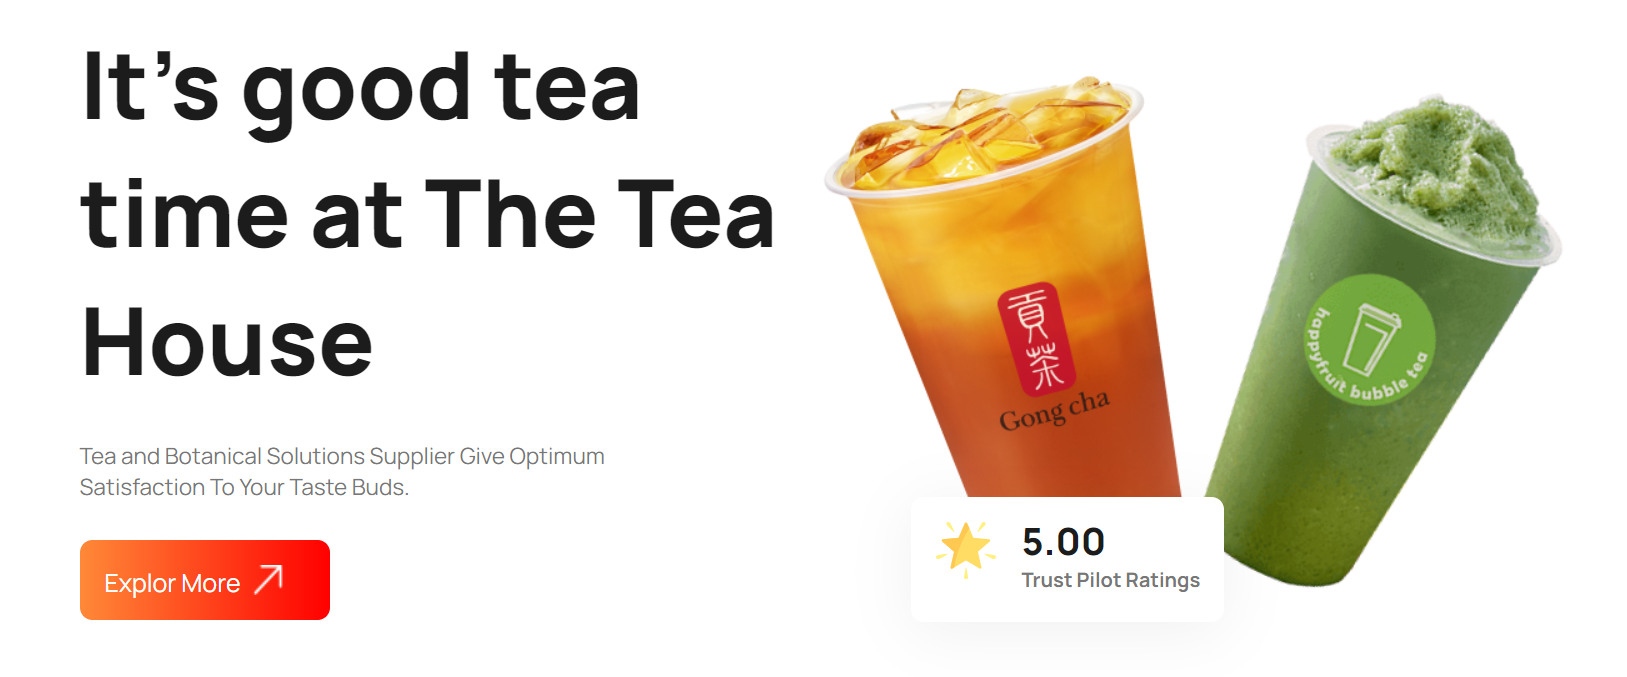 It’s good tea
time at The Tea
House
Tea and Botanical Solutions Supplier Give Optimum
Satisfaction To Your Taste Buds.
Explor More
貢
茶
Gong cha
happyfruit bubble tea
5.00
Trust Pilot Ratings